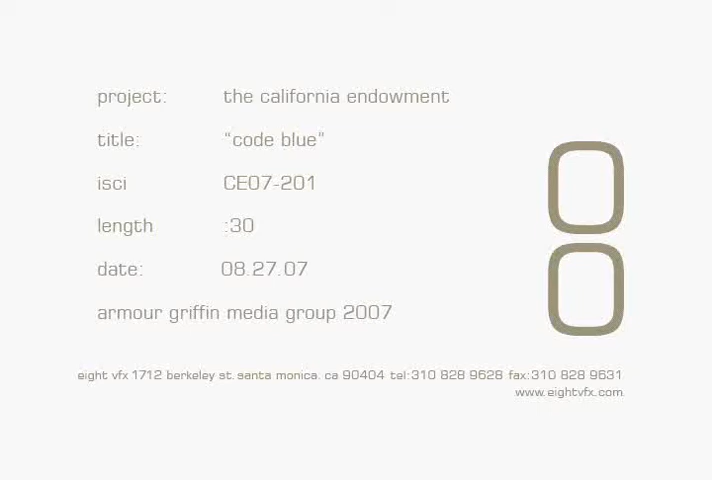 project: the california endowment
title: "code blue"
isci CE07-201
length :30
date: 08.27.07
armour griffin media group 2007
eight vfx 1712 berkeley st. santa monica. ca 90404 tel:310 828 9628 fax:310 828 9631
www.eightvfx.com